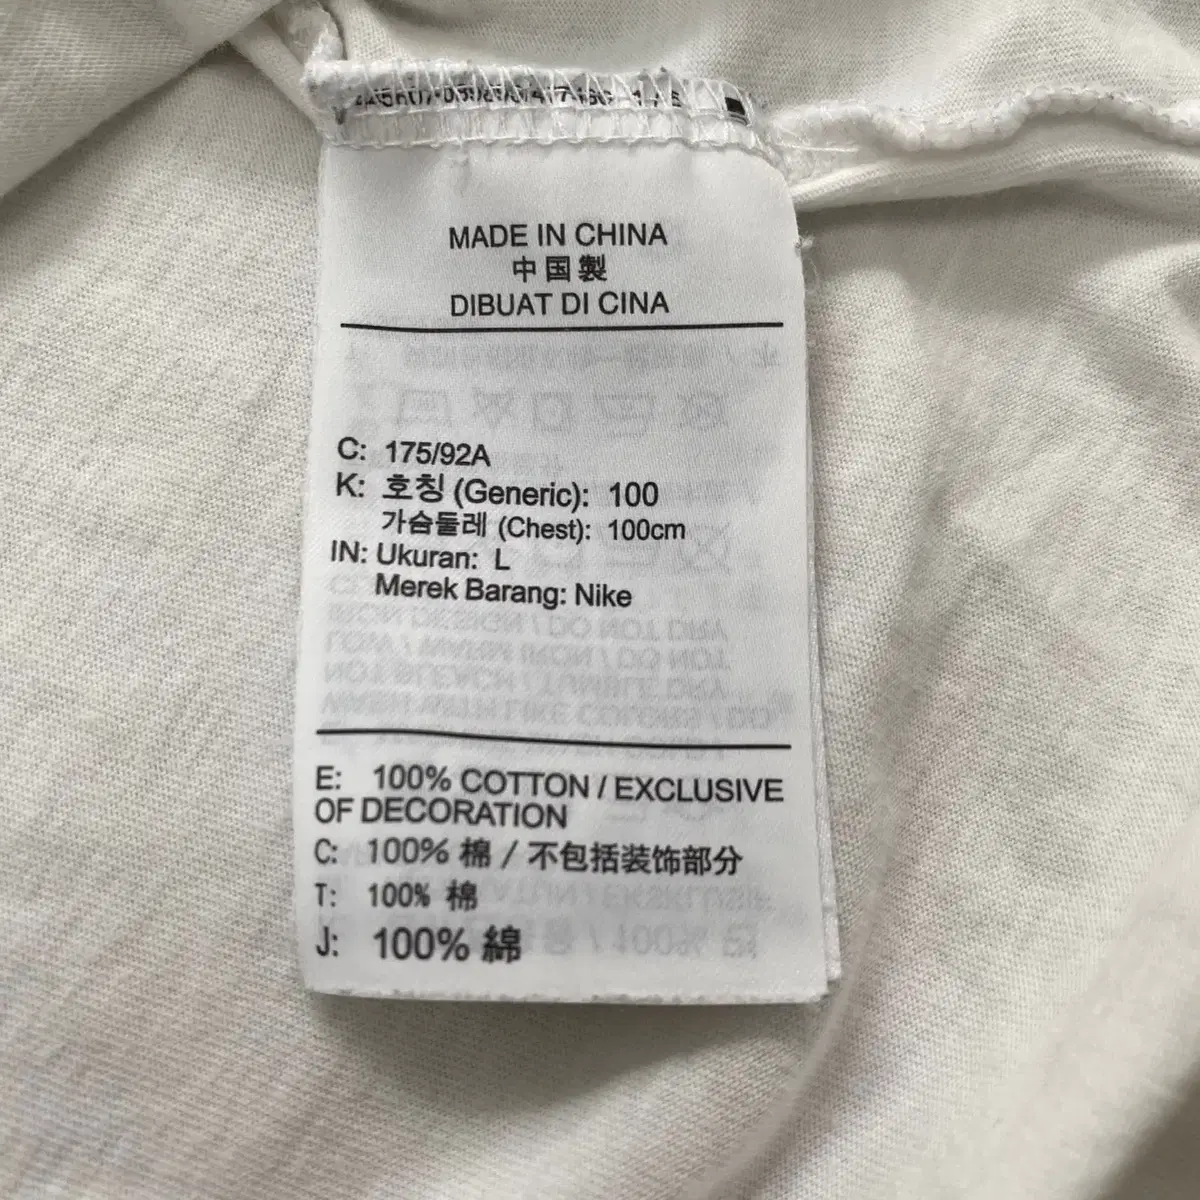 MADE IN CHINA
中国製
DIBUAT DI CINA
C: 175/92A
K: 호칭 (Generic): 100
가슴둘레 (Chest): 100cm
IN: Ukuran: L
Merek Barang: Nike
E: 100% COTTON / EXCLUSIVE
OF DECORATION
C: 100% 棉 / 不包括装饰部分
T: 100% 棉
J: 100% 綿